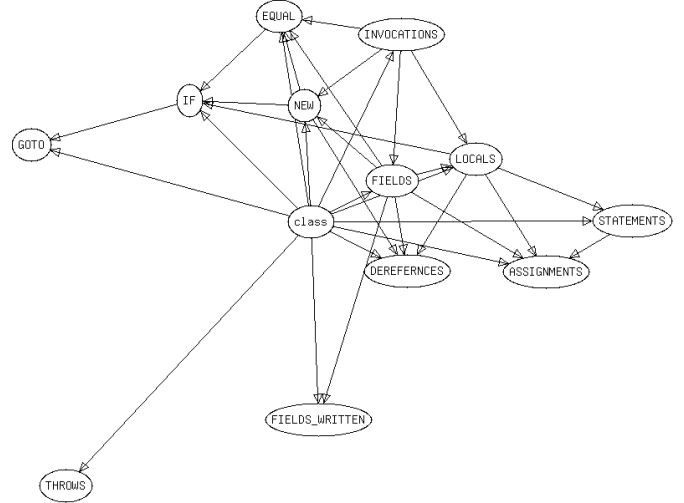 EQUAL
INVOCATIONS
IF
NEW
GOTO
LOCALS
FIELDS
class
STATEMENTS
DEREFERNCES
ASSIGNMENTS
FIELDS_WRITTEN
THROWS